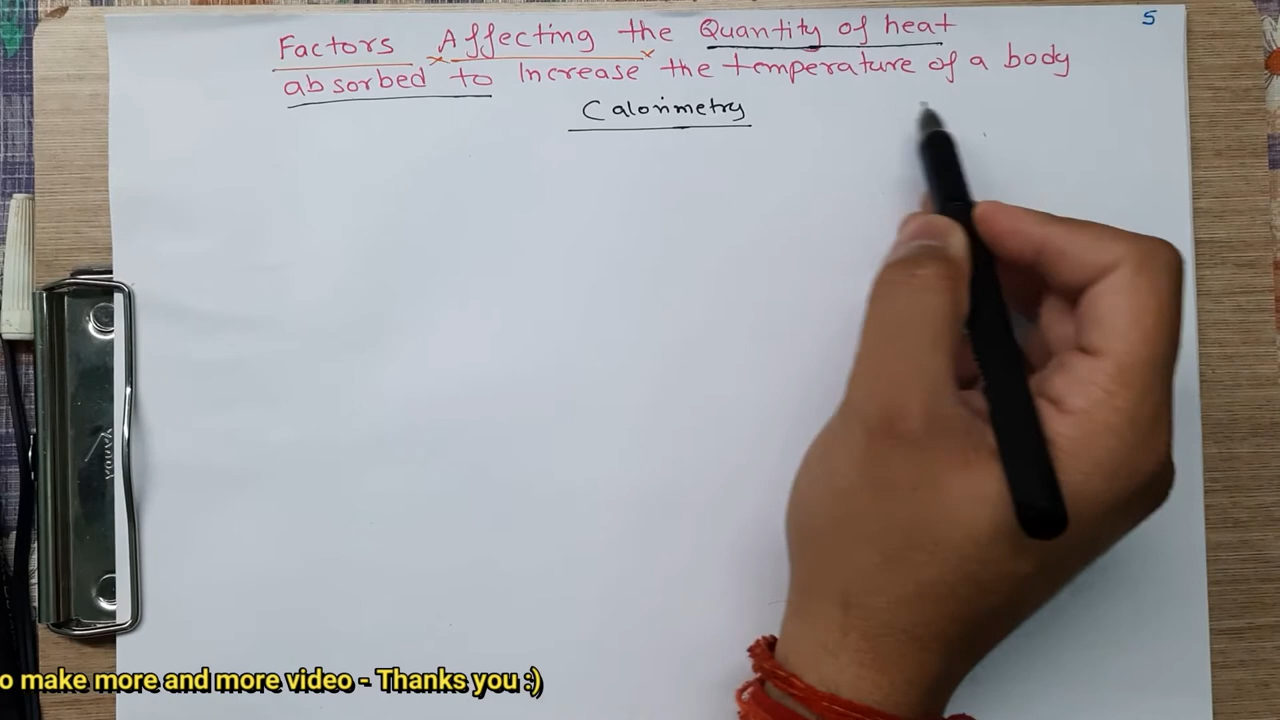 5
Factors Affecting the Quantity of heat
absorbed to Increase the temperature of a body
Calorimetry
o make more and more video - Thanks you :)